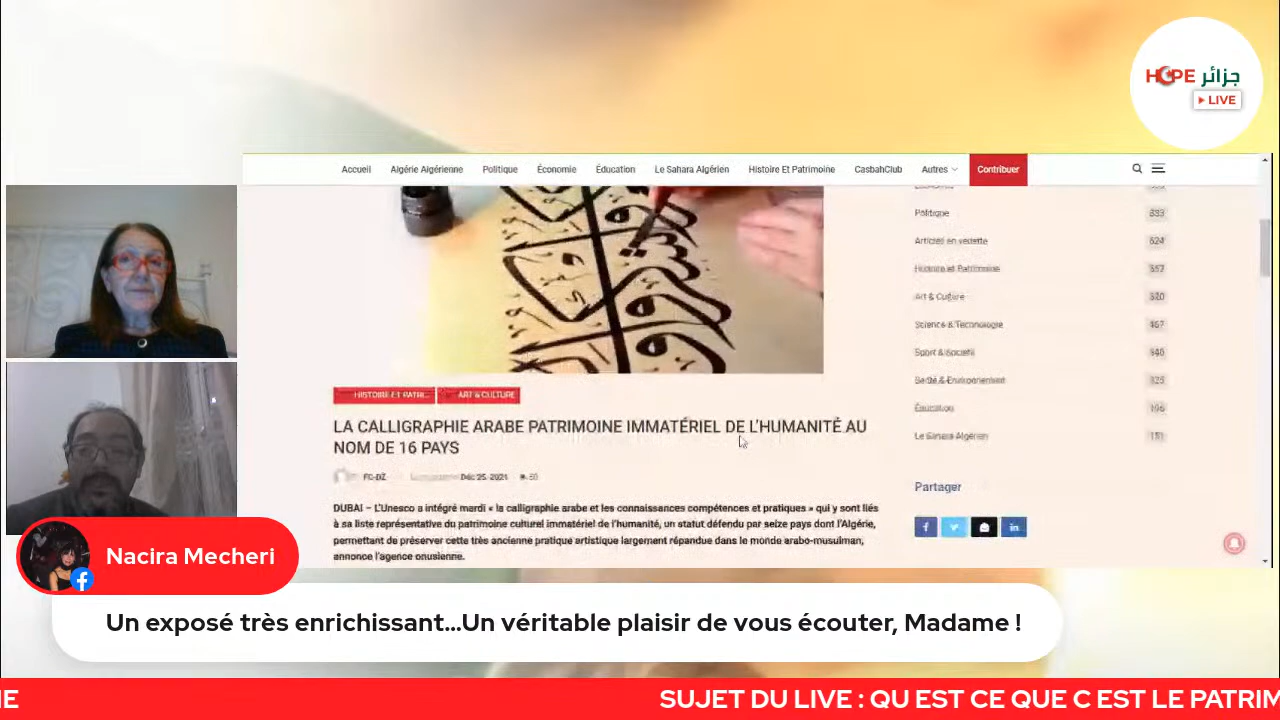 HOPE جزائر
LIVE
Accueil Algérie Algérienne Politique Économie Éducation Le Sahara Algérien Histoire Et Patrimoine CasbahClub Autres Contribuer
Politique
Articles en vedette 624
Histoire et Patrimoine
Art & Culture
Science & Technologie
Sport & Société
Santé & Environnement
Éducation
Le Sahara Algérien
Partager
HISTOIRE ET PATRI... ART & CULTURE
LA CALLIGRAPHIE ARABE PATRIMOINE IMMATÉRIEL DE L'HUMANITÉ AU
NOM DE 16 PAYS
FC-DZ Déc 25, 2021
DUBAI – L'Unesco a intégré mardi « la calligraphie arabe et les connaissances compétences et pratiques » qui y sont liés
à sa liste représentative du patrimoine culturel immatériel de l'humanité, un statut défendu par seize pays dont l'Algérie,
permettant de préserver cette très ancienne pratique artistique largement répandue dans le monde arabo-musulman,
annonce l'agence onusienne.
Nacira Mecheri
Un exposé très enrichissant...Un véritable plaisir de vous écouter, Madame !
NE SUJET DU LIVE : QU EST CE QUE C EST LE PATRIM